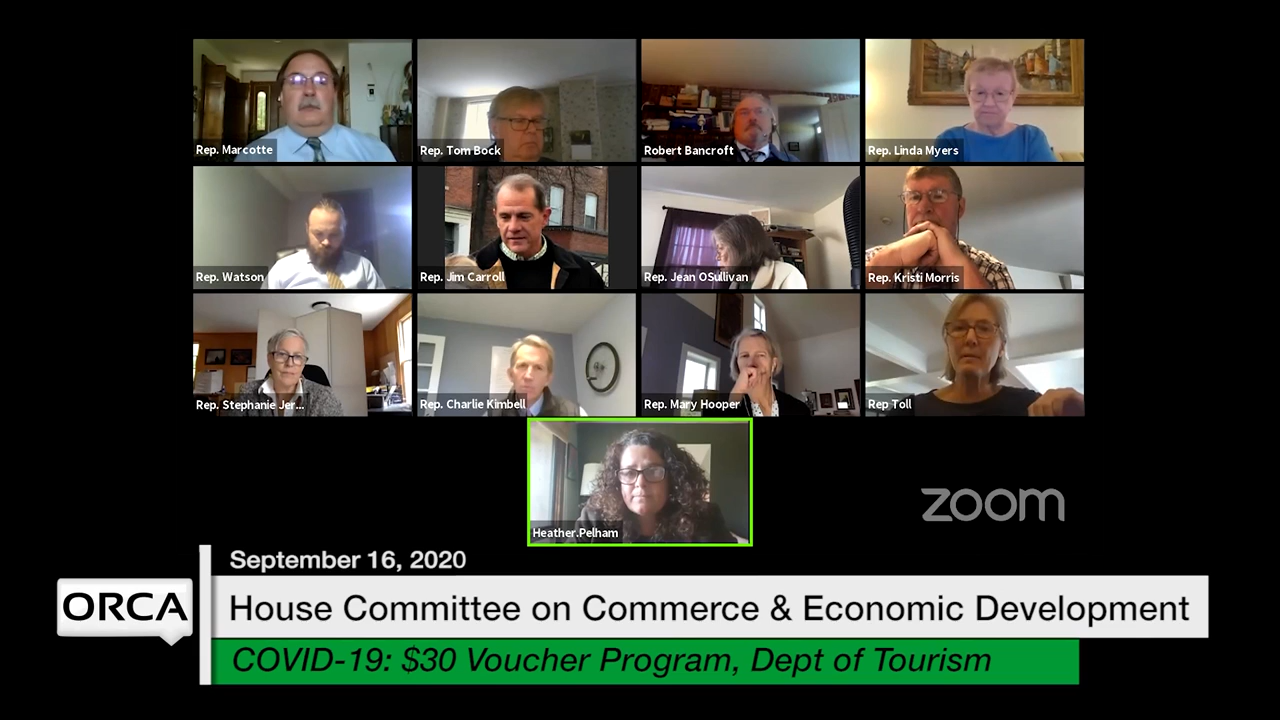 Rep. Marcotte
Rep. Tom Bock
Robert Bancroft
Rep. Linda Myers
Rep. Watson
Rep. Jim Carroll
Rep. Jean OSullivan
Rep. Kristi Morris
Rep. Stephanie Jer...
Rep. Charlie Kimbell
Rep. Mary Hooper
Rep Toll
Heather.Pelham
zoom
September 16, 2020
ORCA
House Committee on Commerce & Economic Development
COVID-19: $30 Voucher Program, Dept of Tourism